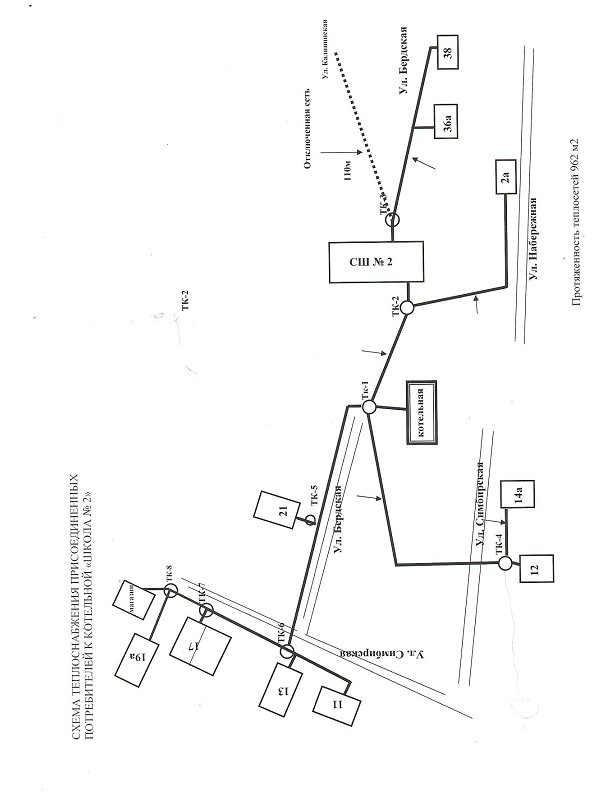 СХЕМА ТЕПЛОСНАБЖЕНИЯ ПРИСОЕДИНЕННЫХ
ПОТРЕБИТЕЛЕЙ К КОТЕЛЬНОЙ «ШКОЛА № 2»
магазин
19а
ТК-8
17
ТК-7
13
ТК-6
11
21
ТК-5
Ул. Бердская
Ул. Симбирская
ТК-2
Тк-1
котельная
Ул. Симбирская
14а
ТК-4
12
Отключенная сеть
110м
Ул. Калининская
Ул. Бердская
38
36а
ТК-3
СШ № 2
ТК-2
2а
Ул. Набережная
Протяженность теплосетей 962 м2